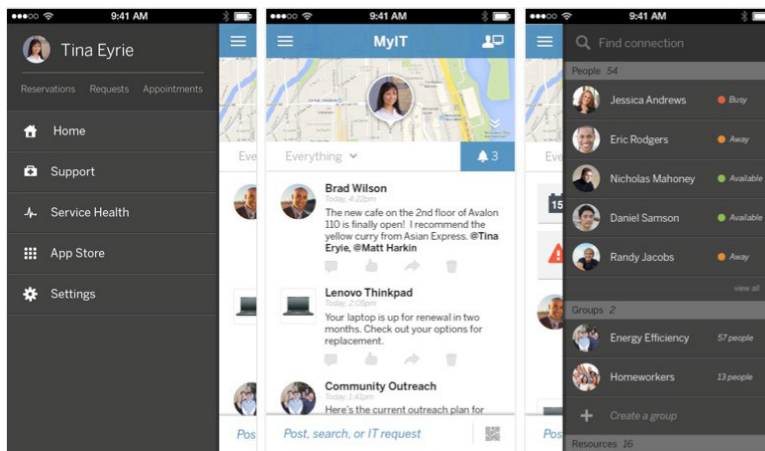 9:41 AM
Tina Eyrie
Reservations Requests Appointments
Home
Support
Service Health
App Store
Settings
Eve
Pos
9:41 AM
MyIT
Everything
3
Brad Wilson
Today, 4:22pm
The new cafe on the 2nd floor of Avalon
110 is finally open! I recommend the
yellow curry from Asian Express. @Tina
Eryie, @Matt Harkin
Lenovo Thinkpad
Today, 2:05pm
Your laptop is up for renewal in two
months. Check out your options for
replacement.
Community Outreach
Today, 1:41pm
Here's the current outreach plan for
Post, search, or IT request
9:41 AM
Eve
15
Pos
Find connection
People 54
Jessica Andrews Busy
Eric Rodgers Away
Nicholas Mahoney Available
Daniel Samson Available
Randy Jacobs Away
view all
Groups 2
Energy Efficiency 57 people
Homeworkers 13 people
Create a group
Resources 16